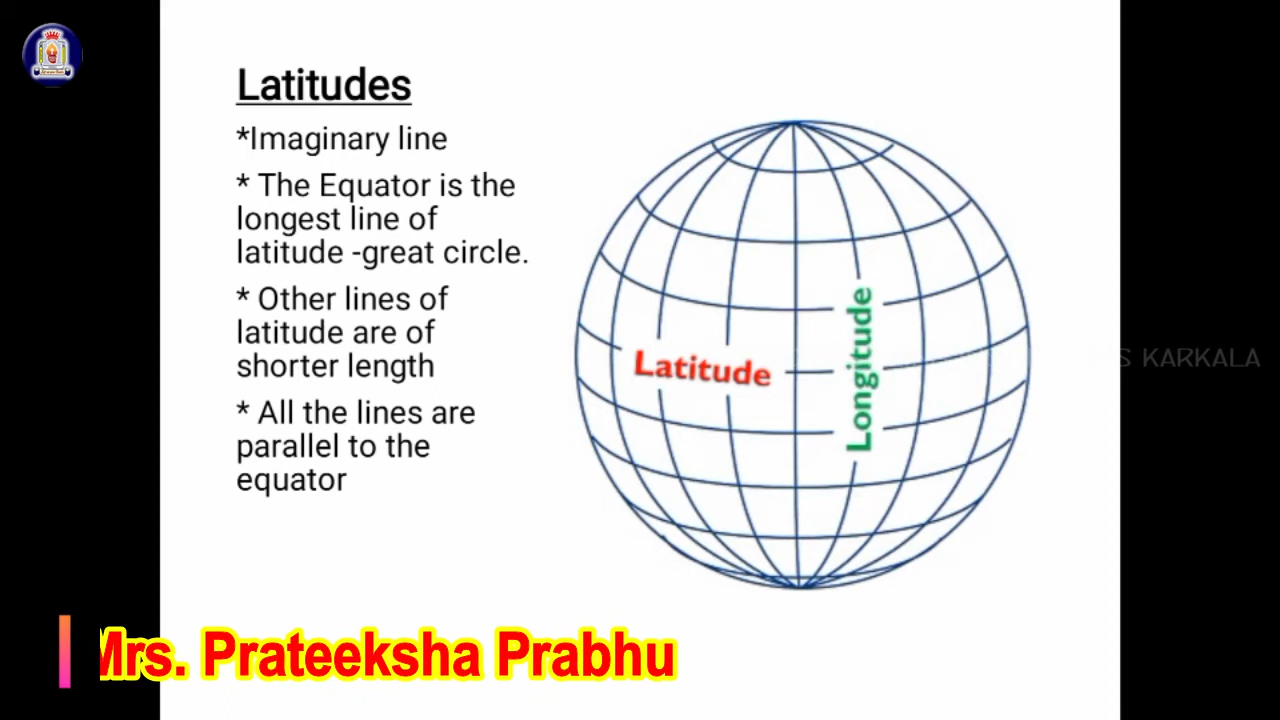 Latitudes
*Imaginary line
* The Equator is the
longest line of
latitude -great circle.
* Other lines of
latitude are of
shorter length
* All the lines are
parallel to the
equator
Latitude
Longitude
S KARKALA
Mrs. Prateeksha Prabhu